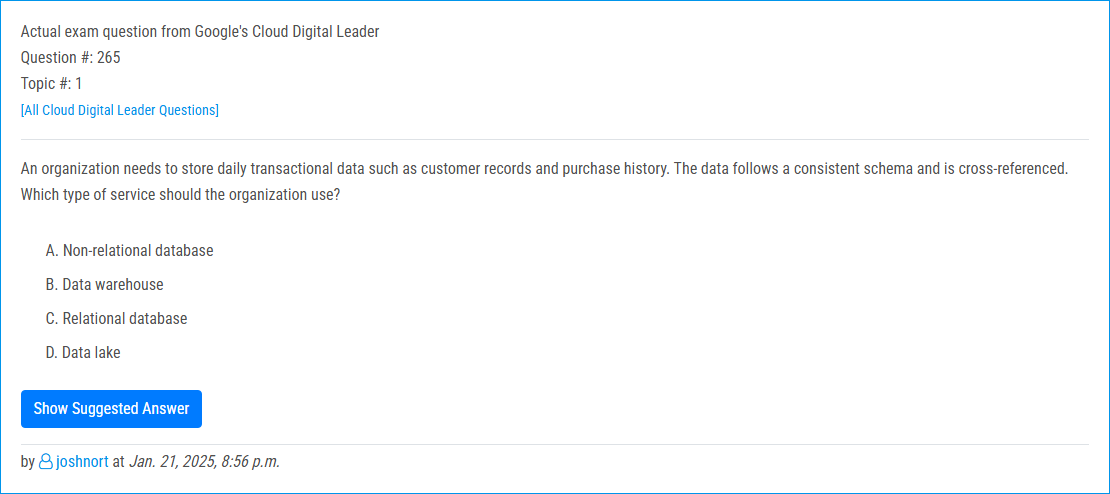 Actual exam question from Google's Cloud Digital Leader
Question #: 265
Topic #: 1
[All Cloud Digital Leader Questions]
An organization needs to store daily transactional data such as customer records and purchase history. The data follows a consistent schema and is cross-referenced.
Which type of service should the organization use?
A. Non-relational database
B. Data warehouse
C. Relational database
D. Data lake
Show Suggested Answer
by joshnort at Jan. 21, 2025, 8:56 p.m.